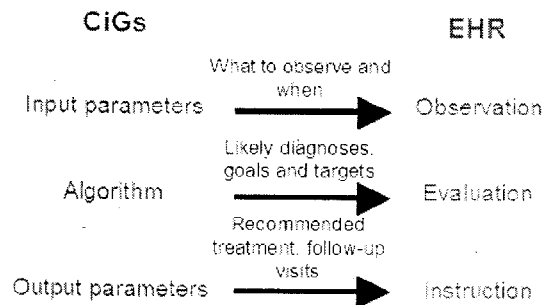 CiGs
EHR
What to observe and
when
Input parameters
Observation
Likely diagnoses.
goals and targets
Algorithm
Evaluation
Recommended
treatment, follow-up
visits
Output parameters
Instruction